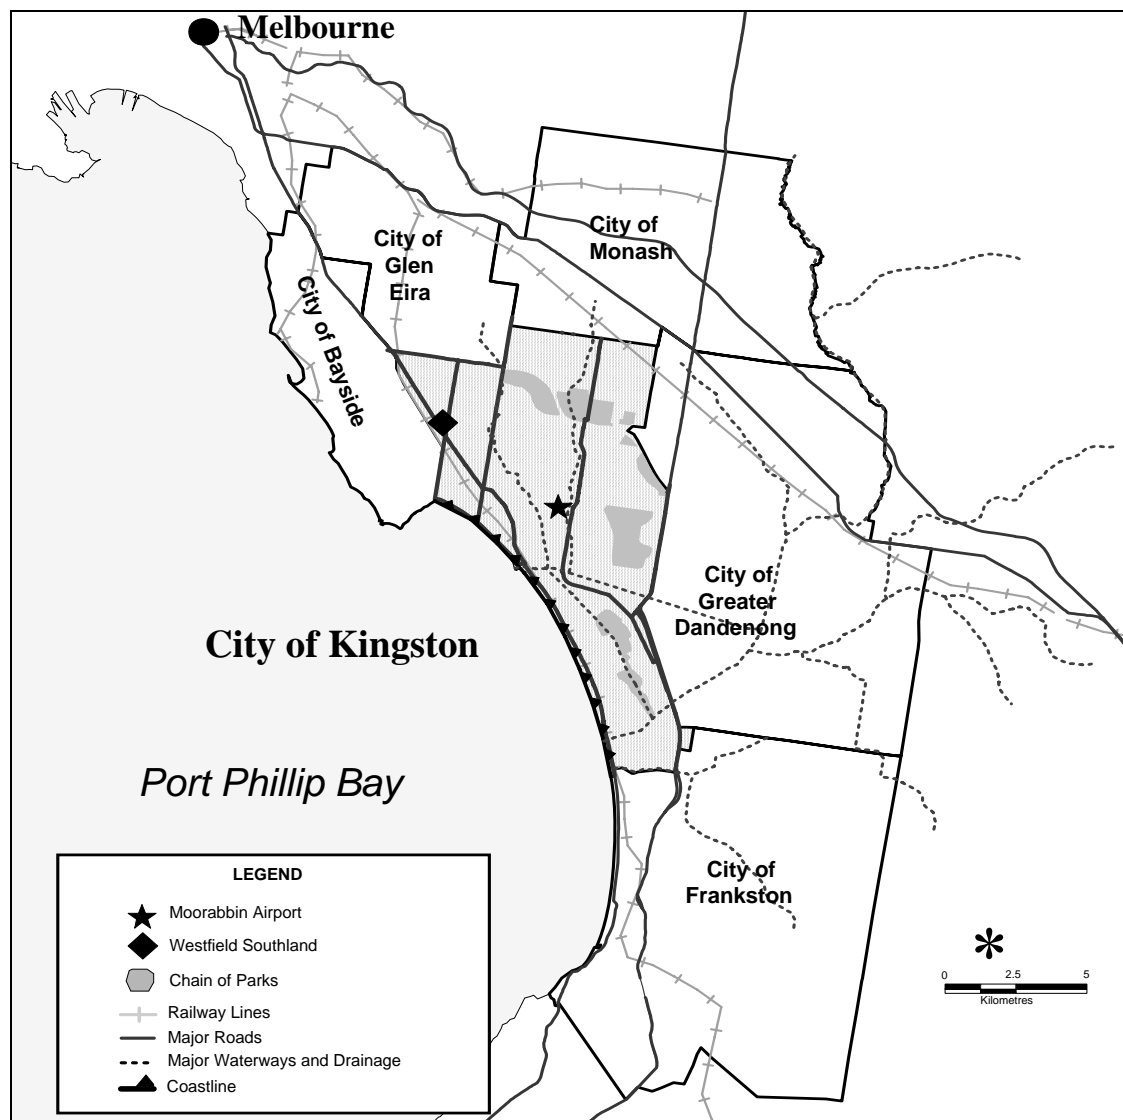 Melbourne
City of
Monash
City of
Glen
Eira
City of Bayside
City of
Greater
Dandenong
City of Kingston
Port Phillip Bay
City of
Frankston
LEGEND
Moorabbin Airport
Westfield Southland
Chain of Parks
Railway Lines
Major Roads
Major Waterways and Drainage
Coastline
*
0 2.5 5
Kilometres